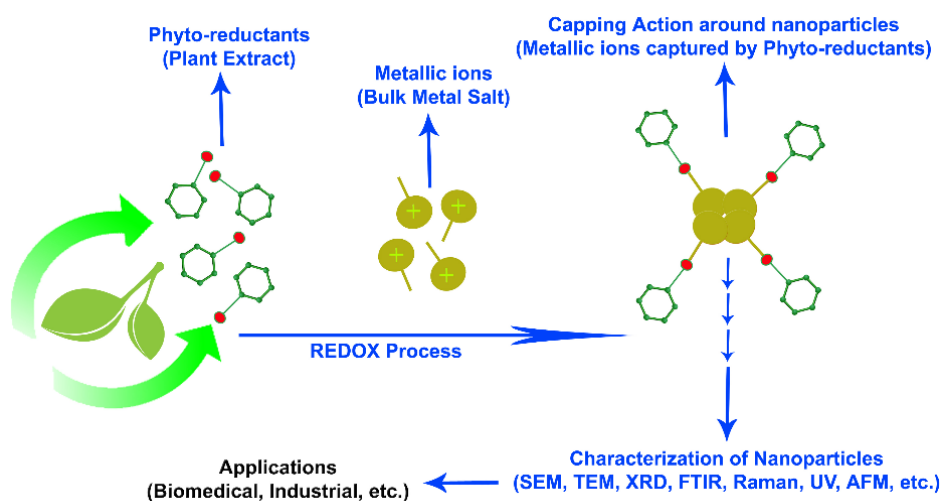 Phyto-reductants
(Plant Extract)
Metallic ions
(Bulk Metal Salt)
Capping Action around nanoparticles
(Metallic ions captured by Phyto-reductants)
+
+
+
+
REDOX Process
Characterization of Nanoparticles
(SEM, TEM, XRD, FTIR, Raman, UV, AFM, etc.)
Applications
(Biomedical, Industrial, etc.)